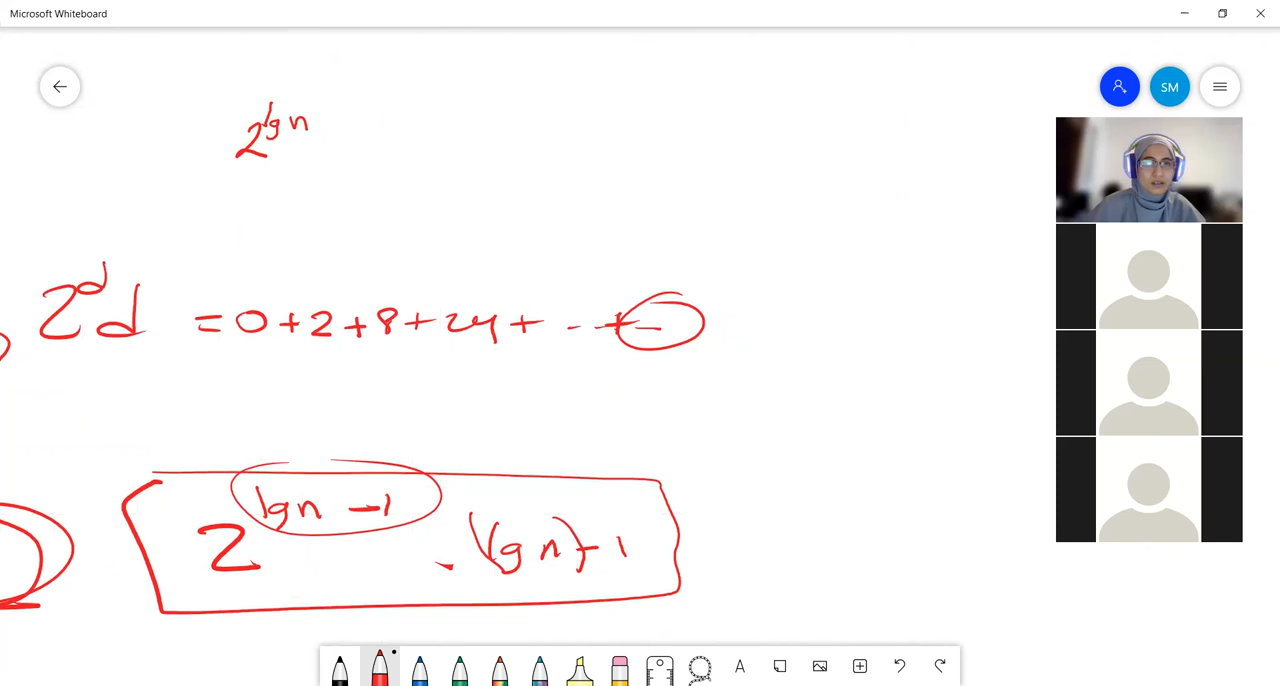 Microsoft Whiteboard
SM
2^lg n
2^d d = 0 + 2 + 8 + 24 + - - + -
2^lg n - 1 . (lg n) - 1
A